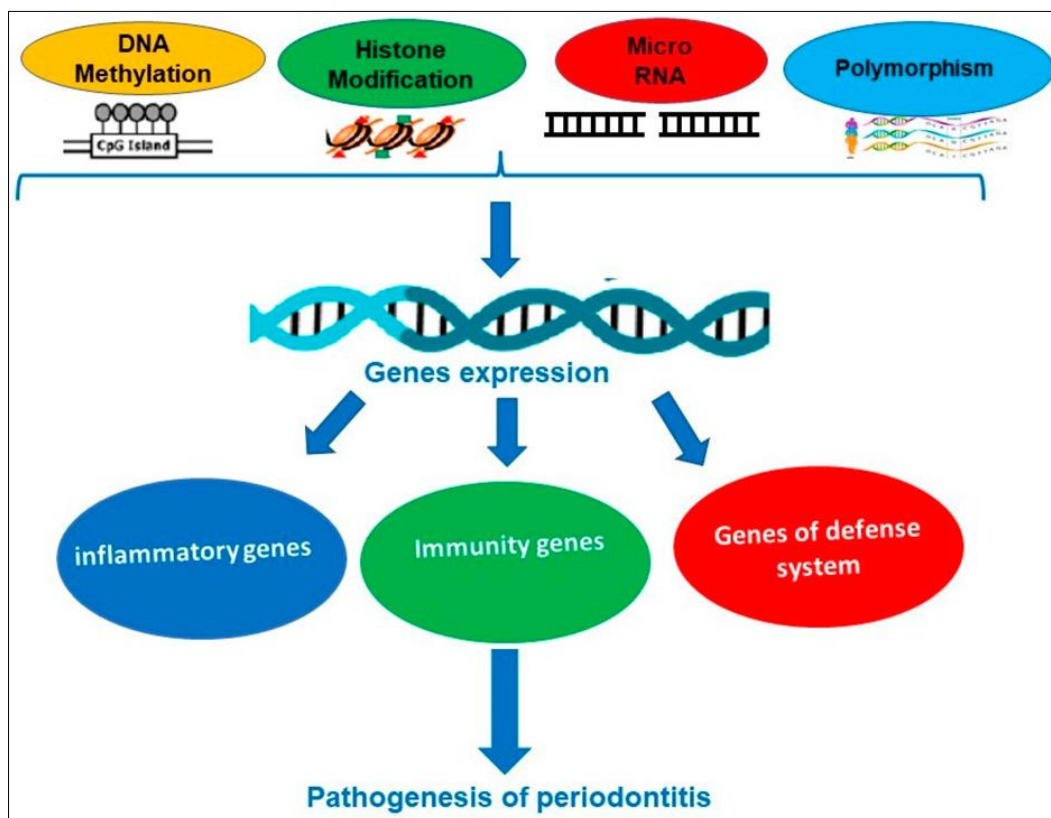 DNA
Methylation
Histone
Modification
Micro
RNA
Polymorphism
CpG Island
Genes expression
inflammatory genes
Immunity genes
Genes of defense
system
Pathogenesis of periodontitis